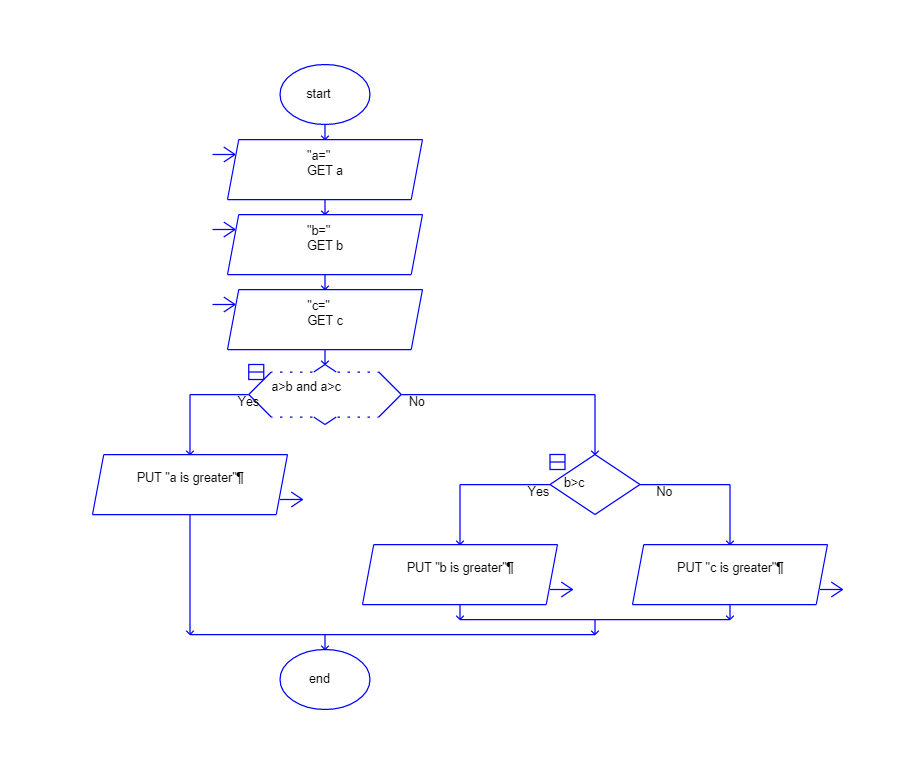 start
"a="
GET a
"b="
GET b
"c="
GET c
a>b and a>c
Yes
No
PUT "a is greater"¶
b>c
Yes
No
PUT "b is greater"¶
PUT "c is greater"¶
end